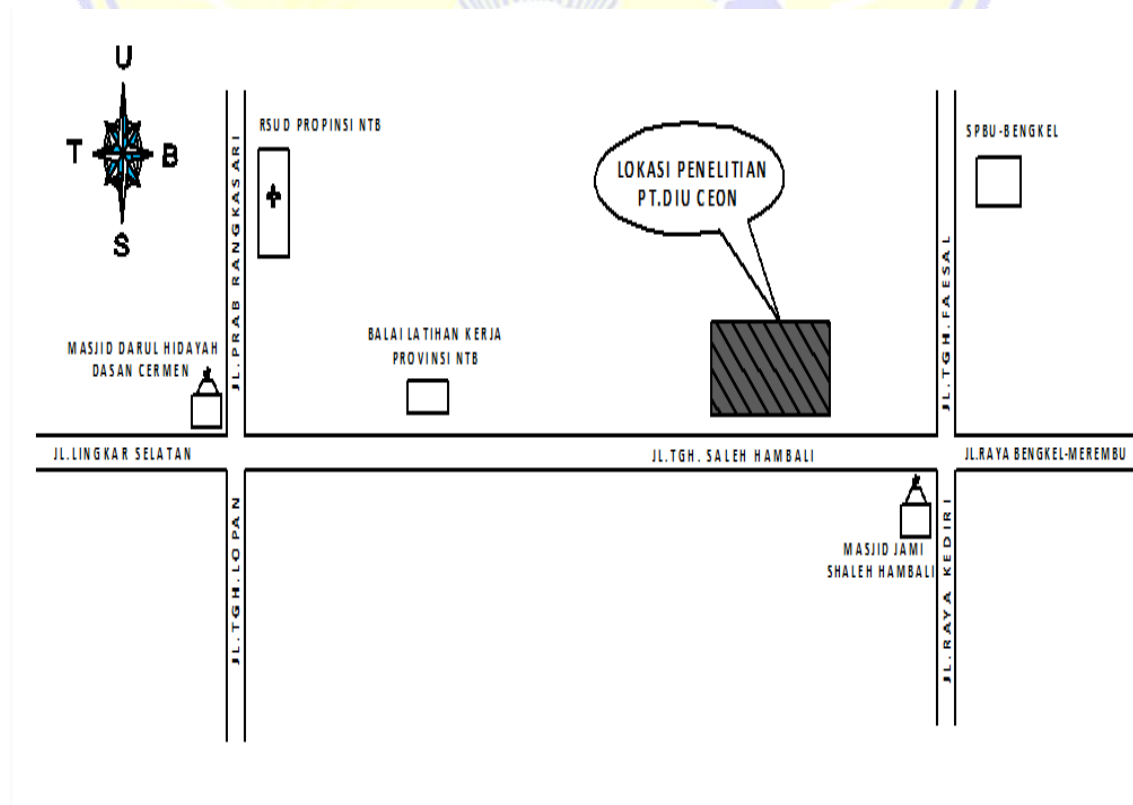 U
T
B
S
RSUD PROPINSI NTB
SPBU-BENGKEL
LOKASI PENELITIAN
PT.DIU CEON
JL.PRAB RANGKASARI
JL.TGH.FAESAL
MASJID DARUL HIDAYAH
DASAN CERMEN
BALAI LATIHAN KERJA
PROVINSI NTB
JL.LINGKAR SELATAN
JL.TGH. SALEH HAMBALI
JL.RAYA BENGKEL-MEREMBU
JL.TGH.LOPAN
MASJID JAMI
SHALEH HAMBALI
JL.RAYA KEDIRI